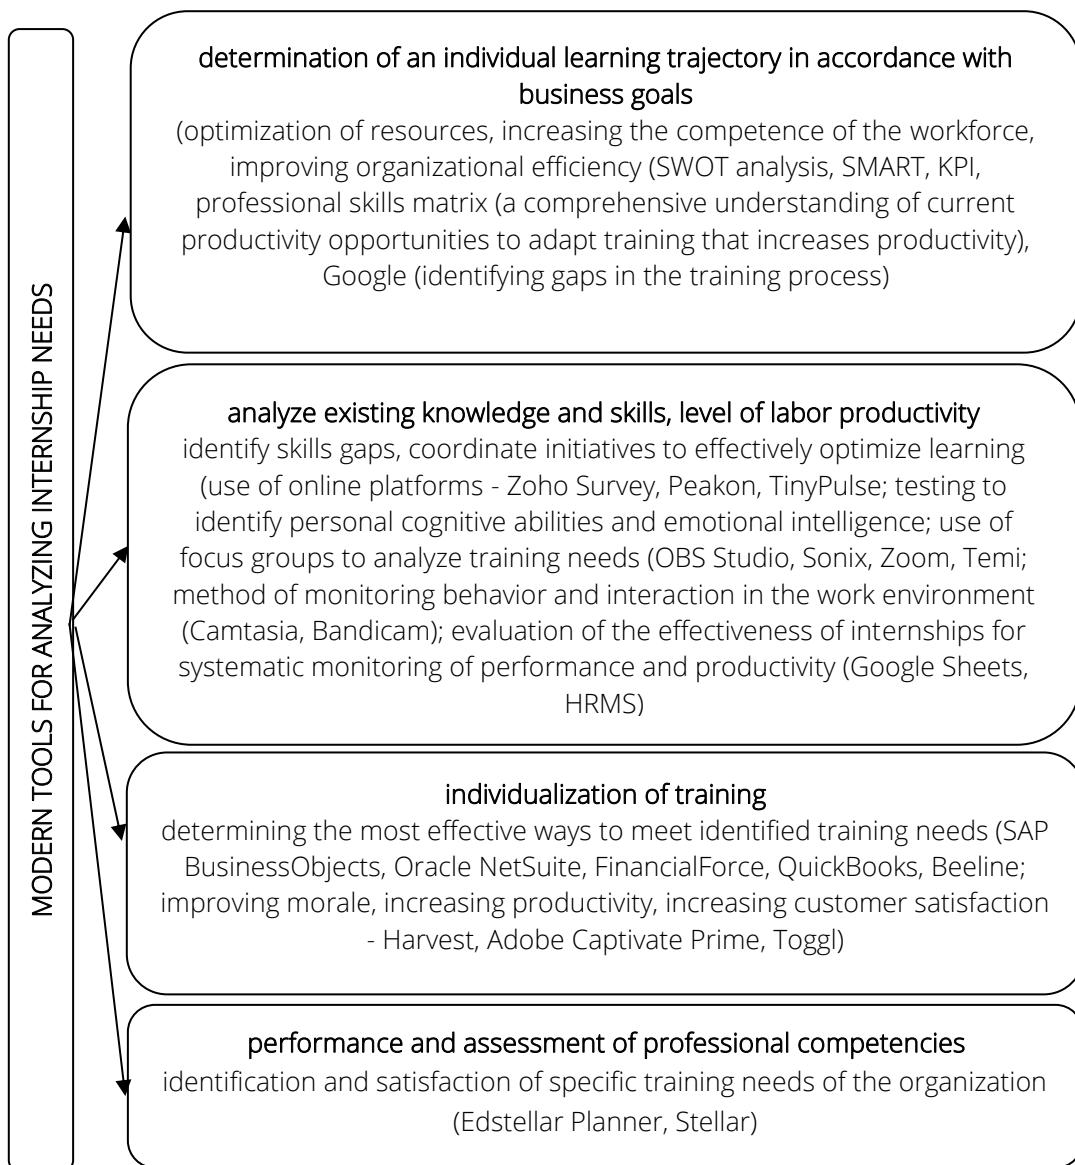 MODERN TOOLS FOR ANALYZING INTERNSHIP NEEDS
determination of an individual learning trajectory in accordance with
business goals
(optimization of resources, increasing the competence of the workforce,
improving organizational efficiency (SWOT analysis, SMART, KPI,
professional skills matrix (a comprehensive understanding of current
productivity opportunities to adapt training that increases productivity),
Google (identifying gaps in the training process)
analyze existing knowledge and skills, level of labor productivity
identify skills gaps, coordinate initiatives to effectively optimize learning
(use of online platforms - Zoho Survey, Peakon, TinyPulse; testing to
identify personal cognitive abilities and emotional intelligence; use of
focus groups to analyze training needs (OBS Studio, Sonix, Zoom, Temi;
method of monitoring behavior and interaction in the work environment
(Camtasia, Bandicam); evaluation of the effectiveness of internships for
systematic monitoring of performance and productivity (Google Sheets,
HRMS)
individualization of training
determining the most effective ways to meet identified training needs (SAP
BusinessObjects, Oracle NetSuite, FinancialForce, QuickBooks, Beeline;
improving morale, increasing productivity, increasing customer satisfaction
- Harvest, Adobe Captivate Prime, Toggl)
performance and assessment of professional competencies
identification and satisfaction of specific training needs of the organization
(Edstellar Planner, Stellar)